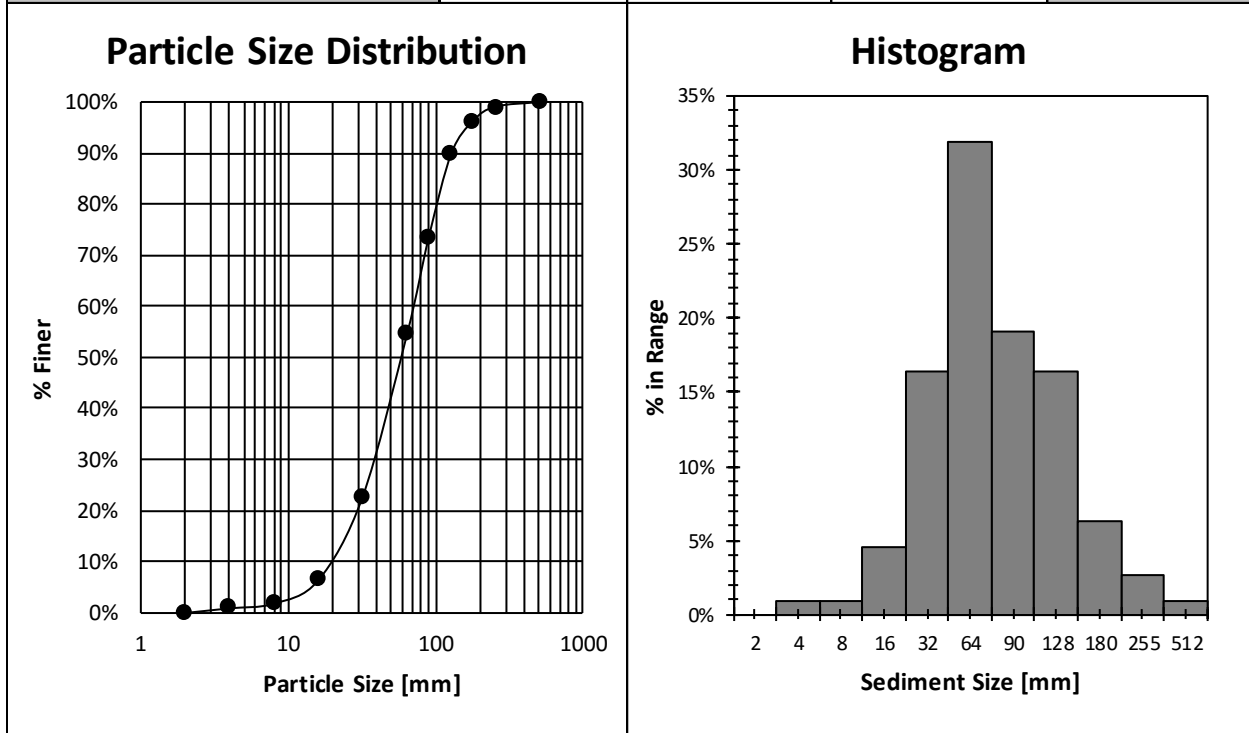 Particle Size Distribution
100%
90%
80%
70%
60%
50%
40%
30%
20%
10%
0%
% Finer
1 10 100 1000
Particle Size [mm]
Histogram
35%
30%
25%
20%
15%
10%
5%
0%
% in Range
2 4 8 16 32 64 90 128 180 255 512
Sediment Size [mm]